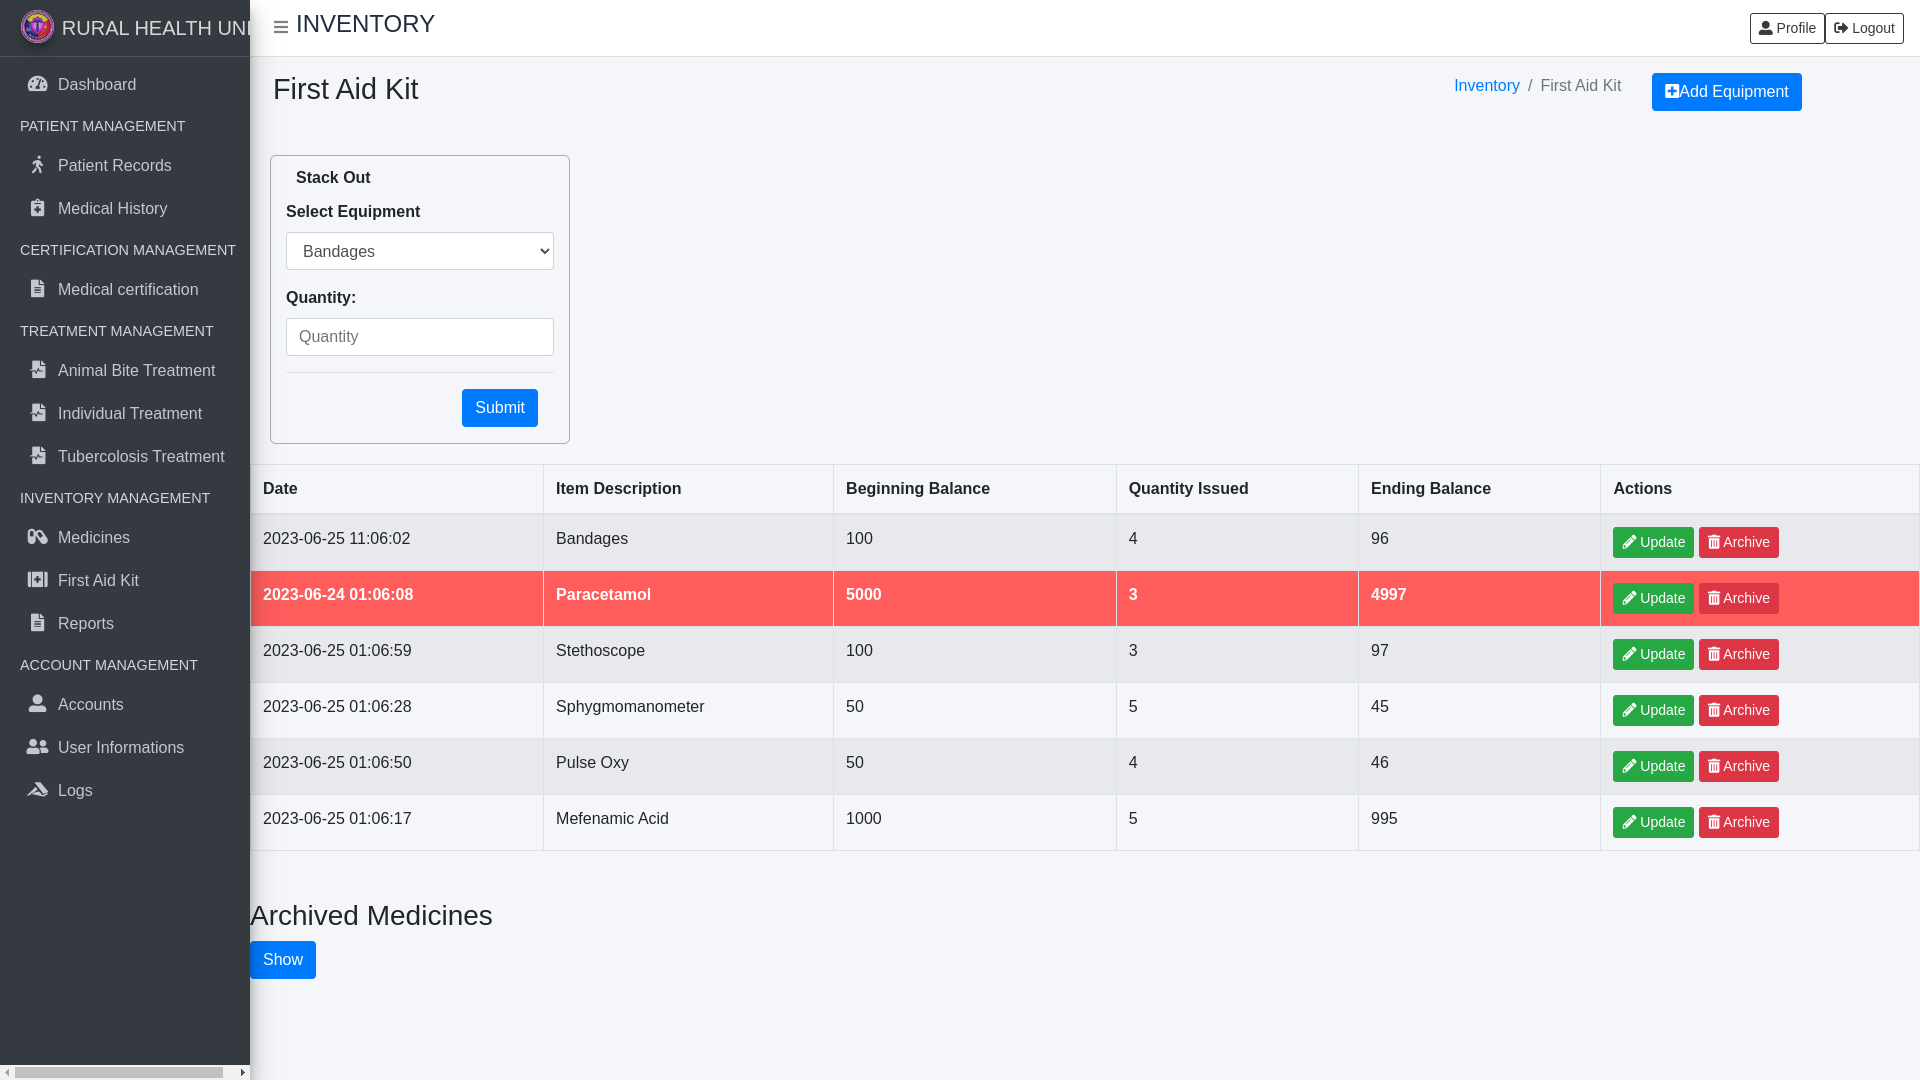 RURAL HEALTH UNI
INVENTORY
Profile
Logout
Dashboard
PATIENT MANAGEMENT
Patient Records
Medical History
CERTIFICATION MANAGEMENT
Medical certification
TREATMENT MANAGEMENT
Animal Bite Treatment
Individual Treatment
Tubercolosis Treatment
INVENTORY MANAGEMENT
Medicines
First Aid Kit
Reports
ACCOUNT MANAGEMENT
Accounts
User Informations
Logs
First Aid Kit
Inventory / First Aid Kit
Add Equipment
Stack Out
Select Equipment
Bandages
Quantity:
Quantity
Submit
Date Item Description Beginning Balance Quantity Issued Ending Balance Actions
2023-06-25 11:06:02 Bandages 100 4 96 Update Archive
2023-06-24 01:06:08 Paracetamol 5000 3 4997 Update Archive
2023-06-25 01:06:59 Stethoscope 100 3 97 Update Archive
2023-06-25 01:06:28 Sphygmomanometer 50 5 45 Update Archive
2023-06-25 01:06:50 Pulse Oxy 50 4 46 Update Archive
2023-06-25 01:06:17 Mefenamic Acid 1000 5 995 Update Archive
Archived Medicines
Show